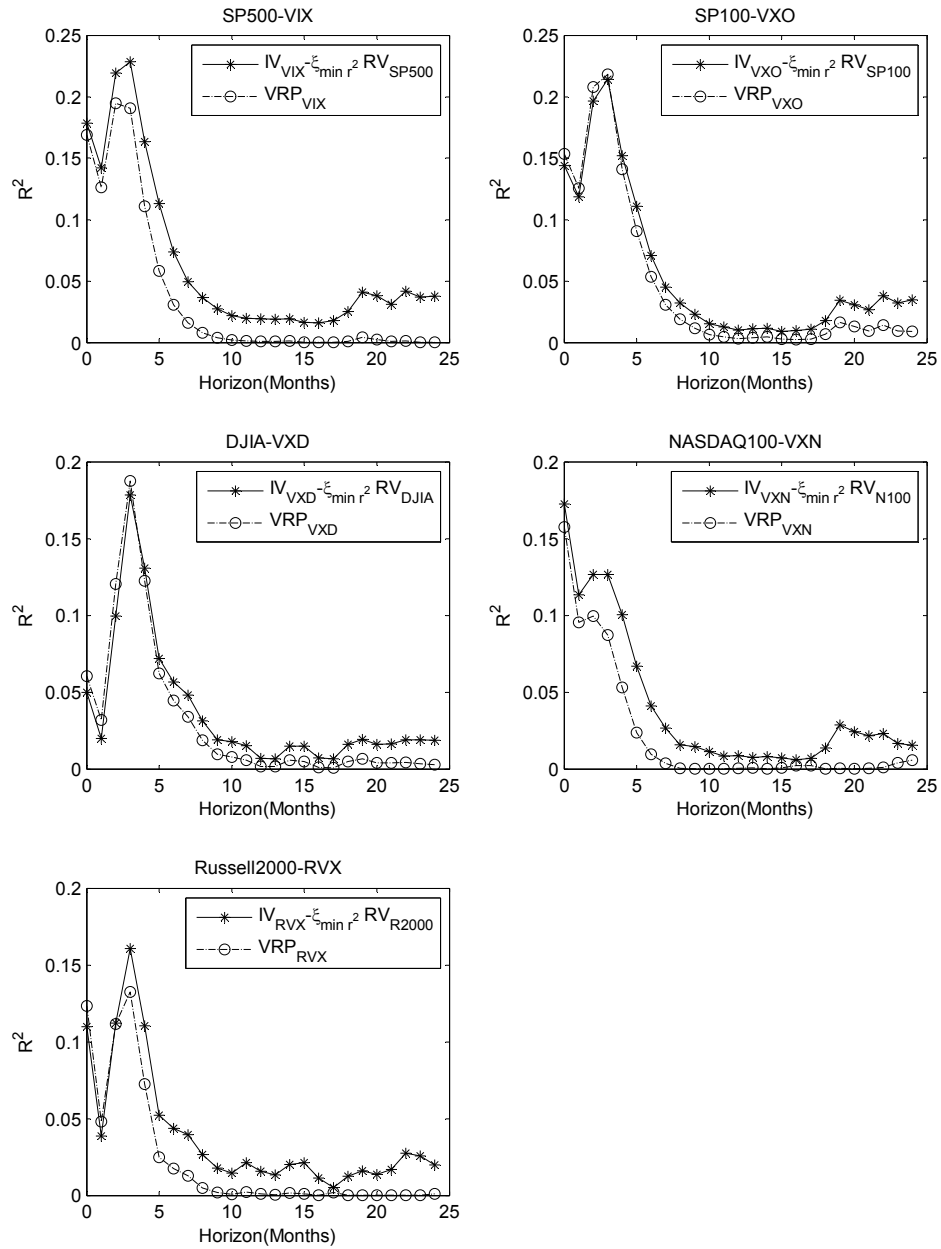 SP500-VIX
0.25
0.2
0.15
0.1
0.05
0
R²
IV_VIX-ξ_min r² RV_SP500
VRP_VIX
0 5 10 15 20 25
Horizon(Months)
SP100-VXO
0.25
0.2
0.15
0.1
0.05
0
R²
IV_VXO-ξ_min r² RV_SP100
VRP_VXO
0 5 10 15 20 25
Horizon(Months)
DJIA-VXD
0.2
0.15
0.1
0.05
0
R²
IV_VXD-ξ_min r² RV_DJIA
VRP_VXD
0 5 10 15 20 25
Horizon(Months)
NASDAQ100-VXN
0.2
0.15
0.1
0.05
0
R²
IV_VXN-ξ_min r² RV_N100
VRP_VXN
0 5 10 15 20 25
Horizon(Months)
Russell2000-RVX
0.2
0.15
0.1
0.05
0
R²
IV_RVX-ξ_min r² RV_R2000
VRP_RVX
0 5 10 15 20 25
Horizon(Months)